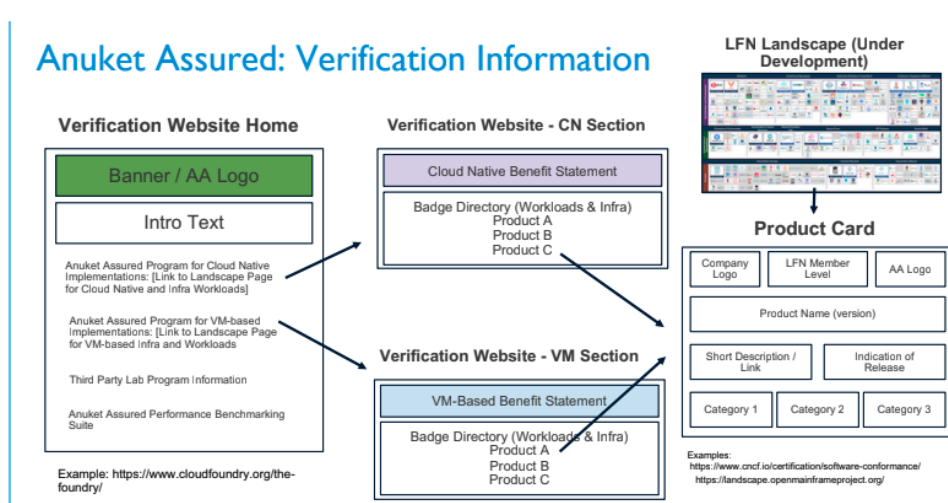 Anuket Assured: Verification Information
LFN Landscape (Under
Development)
Verification Website Home
Banner / AA Logo
Intro Text
Anuket Assured Program for Cloud Native
Implementations: [Link to Landscape Page
for Cloud Native and Infra Workloads]
Anuket Assured Program for VM-based
Implementations: [Link to Landscape Page
for VM-based Infra and Workloads
Third Party Lab Program Information
Anuket Assured Performance Benchmarking
Suite
Example: https://www.cloudfoundry.org/the-
foundry/
Verification Website - CN Section
Cloud Native Benefit Statement
Badge Directory (Workloads & Infra)
Product A
Product B
Product C
Verification Website - VM Section
VM-Based Benefit Statement
Badge Directory (Workloads & Infra)
Product A
Product B
Product C
Product Card
Company
Logo
LFN Member
Level
AA Logo
Product Name (version)
Short Description /
Link
Indication of
Release
Category 1
Category 2
Category 3
Examples:
https://www.cncf.io/certification/software-conformance/
https://landscape.openmainframeproject.org/